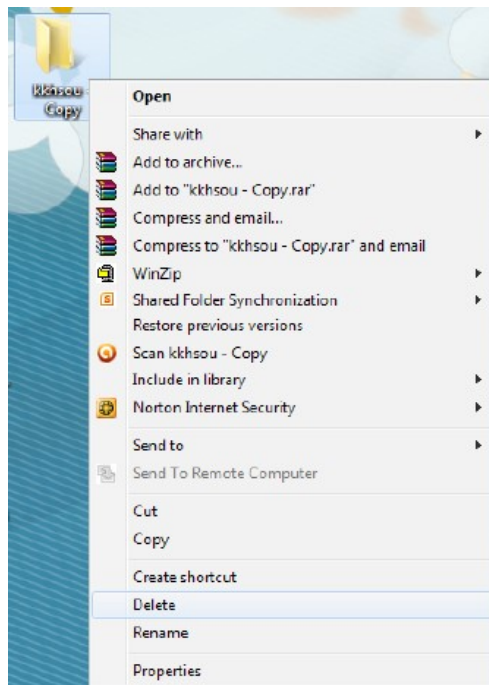 kkhsou -
Copy
Open
Share with
Add to archive...
Add to "kkhsou - Copy.rar"
Compress and email...
Compress to "kkhsou - Copy.rar" and email
WinZip
Shared Folder Synchronization
Restore previous versions
Scan kkhsou - Copy
Include in library
Norton Internet Security
Send to
Send To Remote Computer
Cut
Copy
Create shortcut
Delete
Rename
Properties